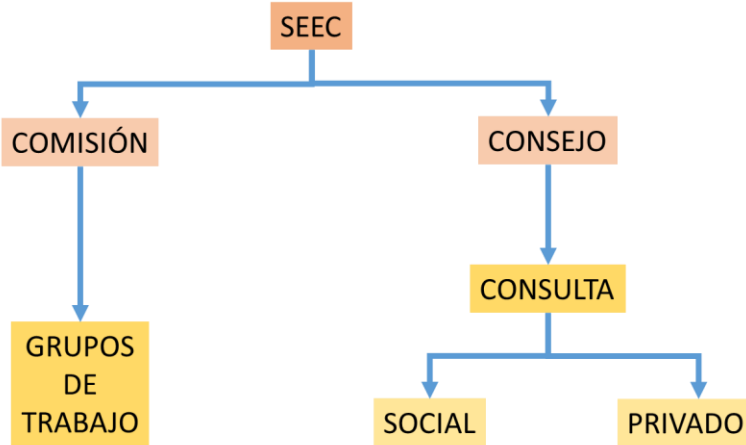 SEEC
COMISIÓN
CONSEJO
CONSULTA
GRUPOS
DE
TRABAJO
SOCIAL
PRIVADO